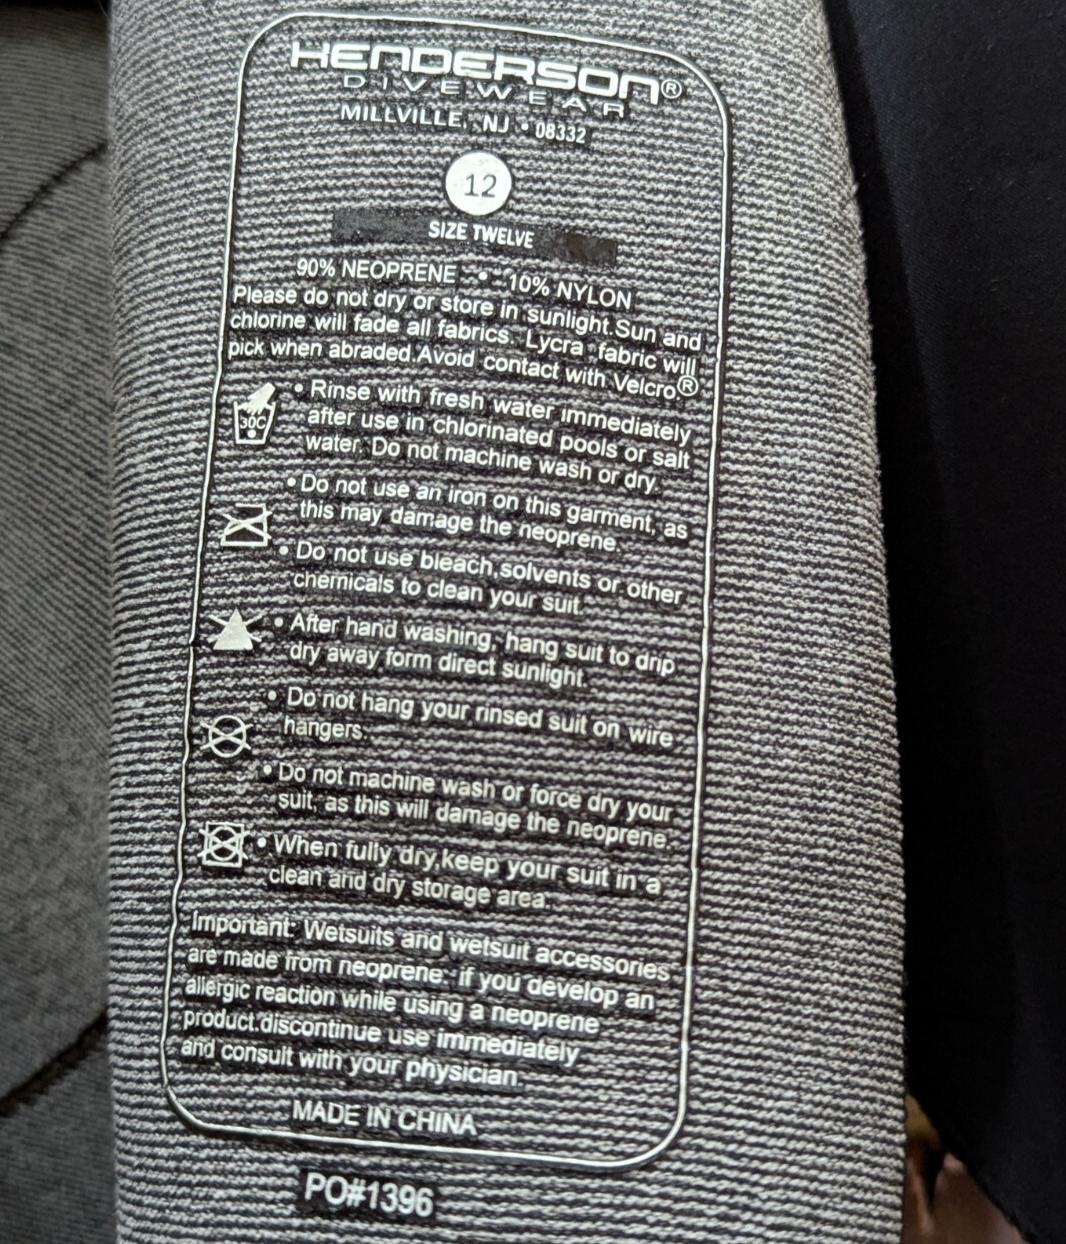 HENDERSON®
DIVEWEAR
MILLVILLE, NJ • 08332
12
SIZE TWELVE
90% NEOPRENE • 10% NYLON
Please do not dry or store in sunlight.Sun and
chlorine will fade all fabrics. Lycra fabric will
pick when abraded.Avoid contact with Velcro®
• Rinse with fresh water immediately
after use in chlorinated pools or salt
water. Do not machine wash or dry.
30C
• Do not use an iron on this garment, as
this may damage the neoprene.
• Do not use bleach,solvents or other
chemicals to clean your suit.
• After hand washing, hang suit to drip
dry away form direct sunlight.
• Do not hang your rinsed suit on wire
hangers.
• Do not machine wash or force dry your
suit, as this will damage the neoprene.
• When fully dry,keep your suit in a
clean and dry storage area.
Important: Wetsuits and wetsuit accessories
are made from neoprene. if you develop an
allergic reaction while using a neoprene
product.discontinue use immediately
and consult with your physician.
MADE IN CHINA
PO#1396